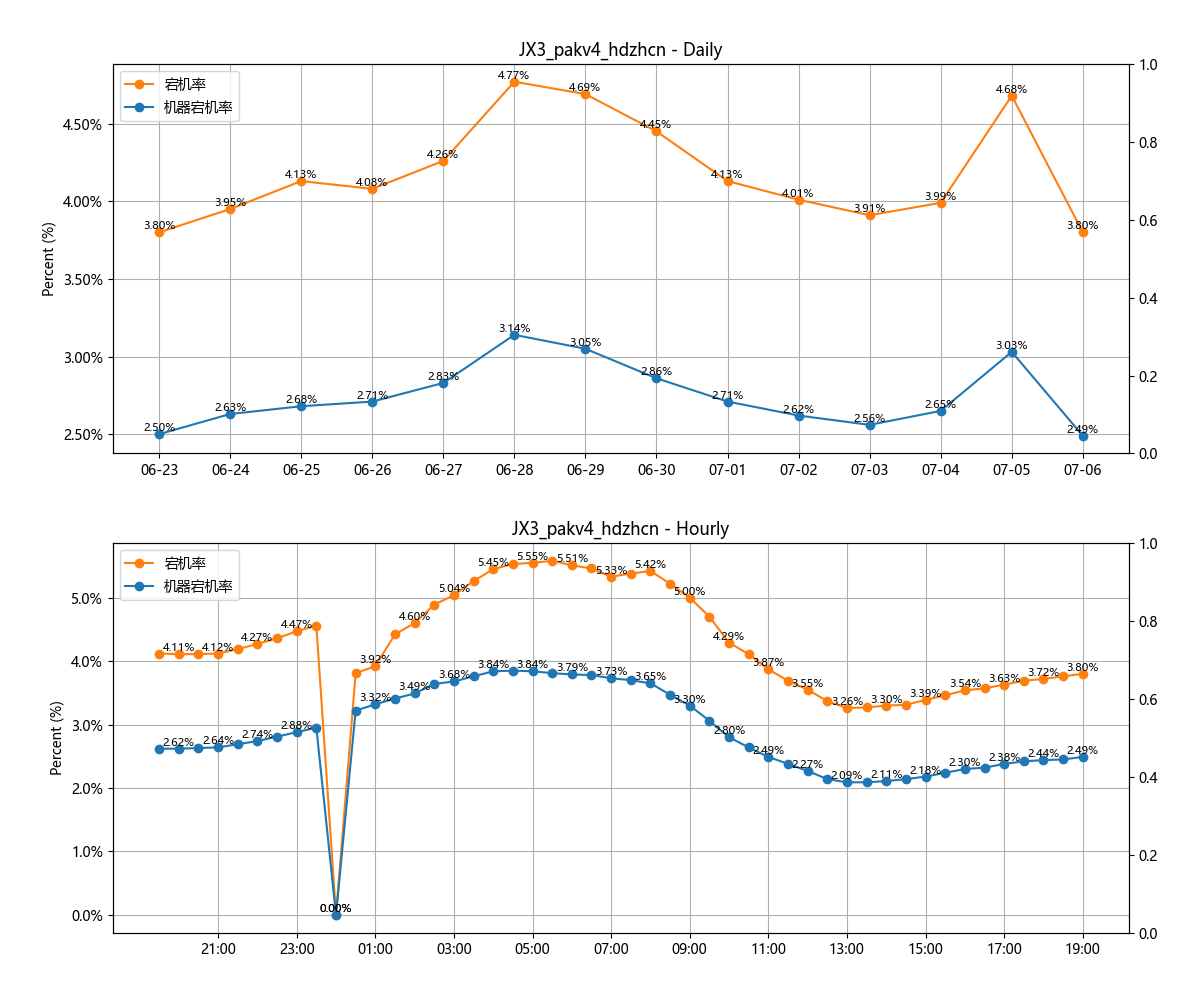 JX3_pakv4_hdzhcn - Daily
宕机率
机器宕机率
Percent (%)
4.50%
4.00%
3.50%
3.00%
2.50%
1.0
0.8
0.6
0.4
0.2
0.0
3.80% 3.95% 4.13% 4.08% 4.26% 4.77% 4.69% 4.45% 4.13% 4.01% 3.91% 3.99% 4.68% 3.80%
2.50% 2.63% 2.68% 2.71% 2.83% 3.14% 3.05% 2.86% 2.71% 2.62% 2.56% 2.65% 3.03% 2.49%
06-23 06-24 06-25 06-26 06-27 06-28 06-29 06-30 07-01 07-02 07-03 07-04 07-05 07-06
JX3_pakv4_hdzhcn - Hourly
宕机率
机器宕机率
Percent (%)
5.0%
4.0%
3.0%
2.0%
1.0%
0.0%
1.0
0.8
0.6
0.4
0.2
0.0
4.11% 4.12% 4.27% 4.47% 0.00% 3.92% 4.60% 5.04% 5.45% 5.55% 5.51% 5.33% 5.42% 5.00% 4.29% 3.87% 3.55% 3.26% 3.30% 3.39% 3.54% 3.63% 3.72% 3.80%
2.62% 2.64% 2.74% 2.88% 0.00% 3.32% 3.49% 3.68% 3.84% 3.84% 3.79% 3.73% 3.65% 3.30% 2.80% 2.49% 2.27% 2.09% 2.11% 2.18% 2.30% 2.38% 2.44% 2.49%
21:00 23:00 01:00 03:00 05:00 07:00 09:00 11:00 13:00 15:00 17:00 19:00